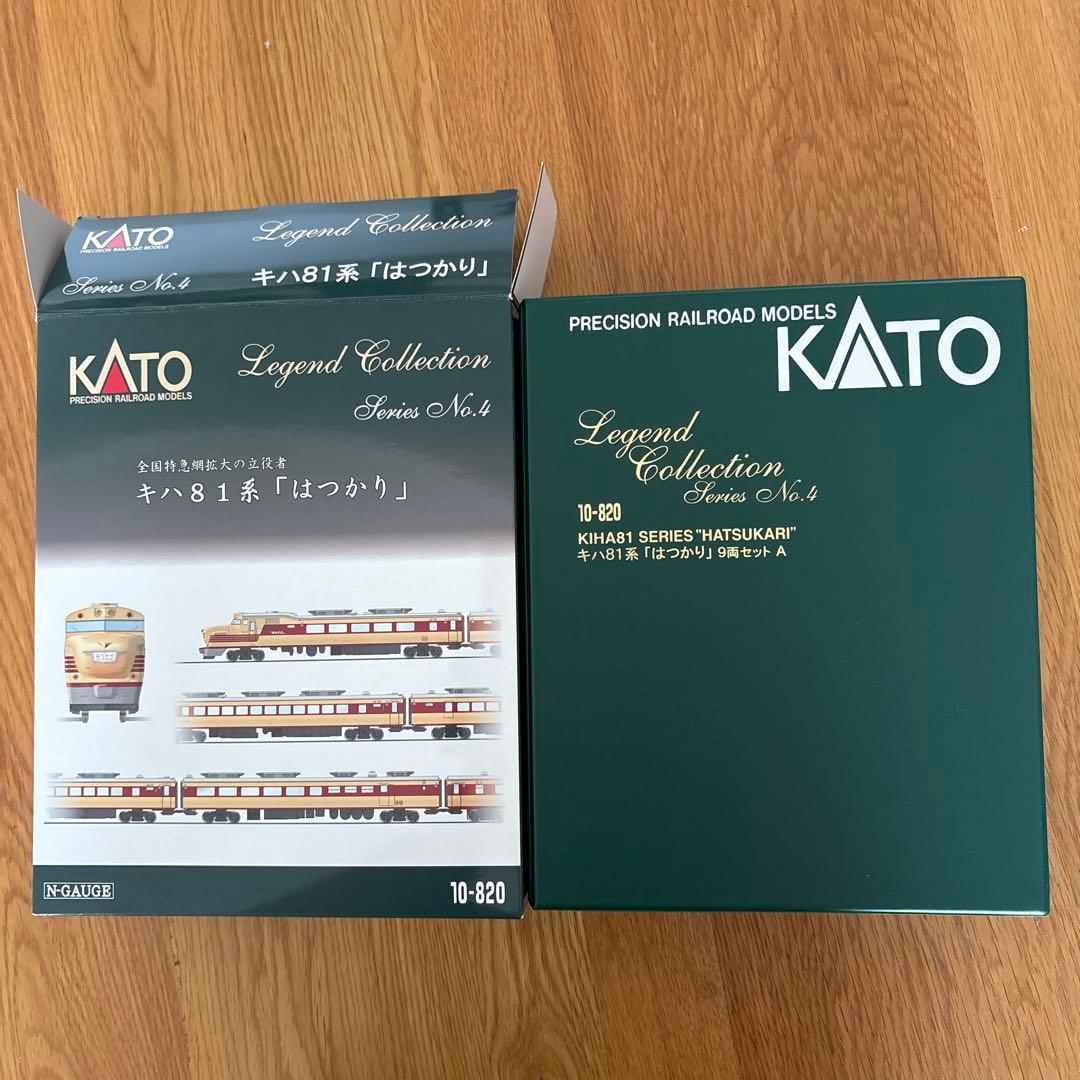 KATO
PRECISION RAILROAD MODELS
Legend Collection
Series No.4
キハ81系「はつかり」
KATO
PRECISION RAILROAD MODELS
Legend Collection
Series No.4
全国特急網拡大の立役者
キハ８１系「はつかり」
はつかり
N-GAUGE
10-820
PRECISION RAILROAD MODELS
KATO
Legend
Collection
Series No.4
10-820
KIHA81 SERIES "HATSUKARI"
キハ81系「はつかり」9両セット A